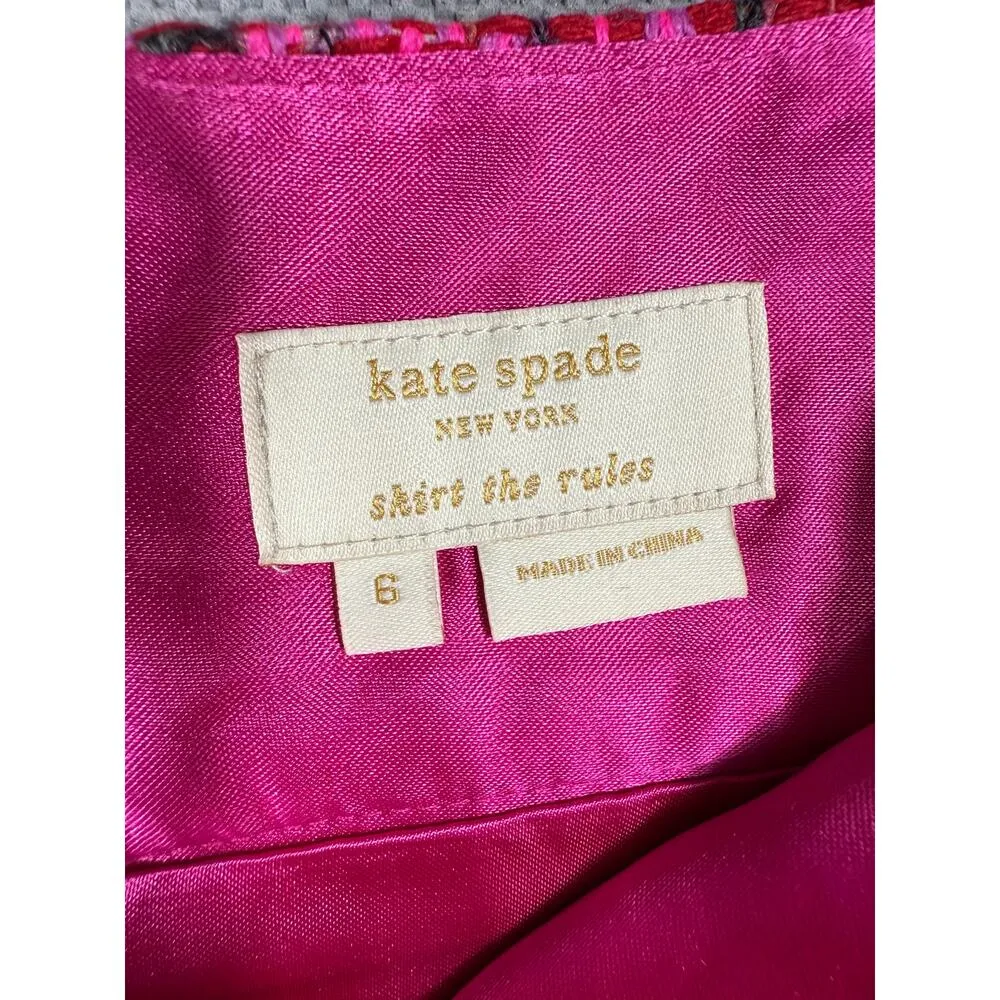 kate spade
NEW YORK
skirt the rules
6
MADE IN CHINA